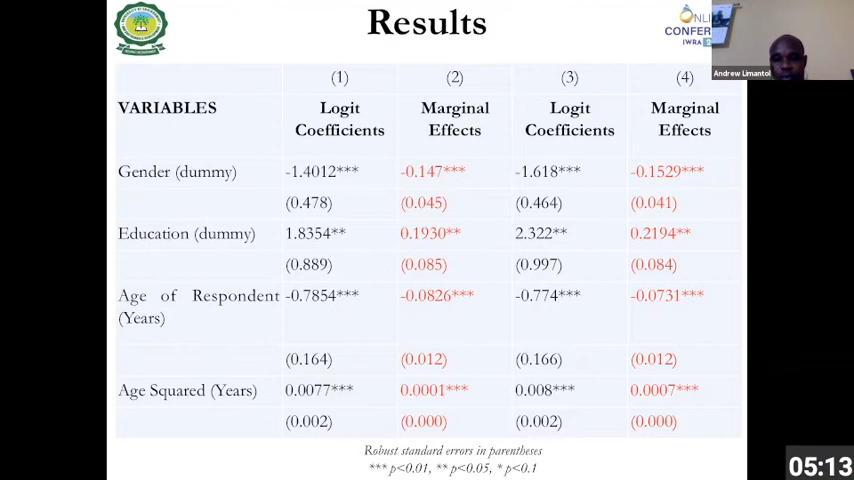 Results
ONLI
CONFER
IWRA
Andrew Limantol
(1) (2) (3) (4)
VARIABLES Logit Coefficients Marginal Effects Logit Coefficients Marginal Effects
Gender (dummy) -1.4012*** -0.147*** -1.618*** -0.1529***
(0.478) (0.045) (0.464) (0.041)
Education (dummy) 1.8354** 0.1930** 2.322** 0.2194**
(0.889) (0.085) (0.997) (0.084)
Age of Respondent (Years) -0.7854*** -0.0826*** -0.774*** -0.0731***
(0.164) (0.012) (0.166) (0.012)
Age Squared (Years) 0.0077*** 0.0001*** 0.008*** 0.0007***
(0.002) (0.000) (0.002) (0.000)
Robust standard errors in parentheses
*** p<0.01, ** p<0.05, * p<0.1
05:13